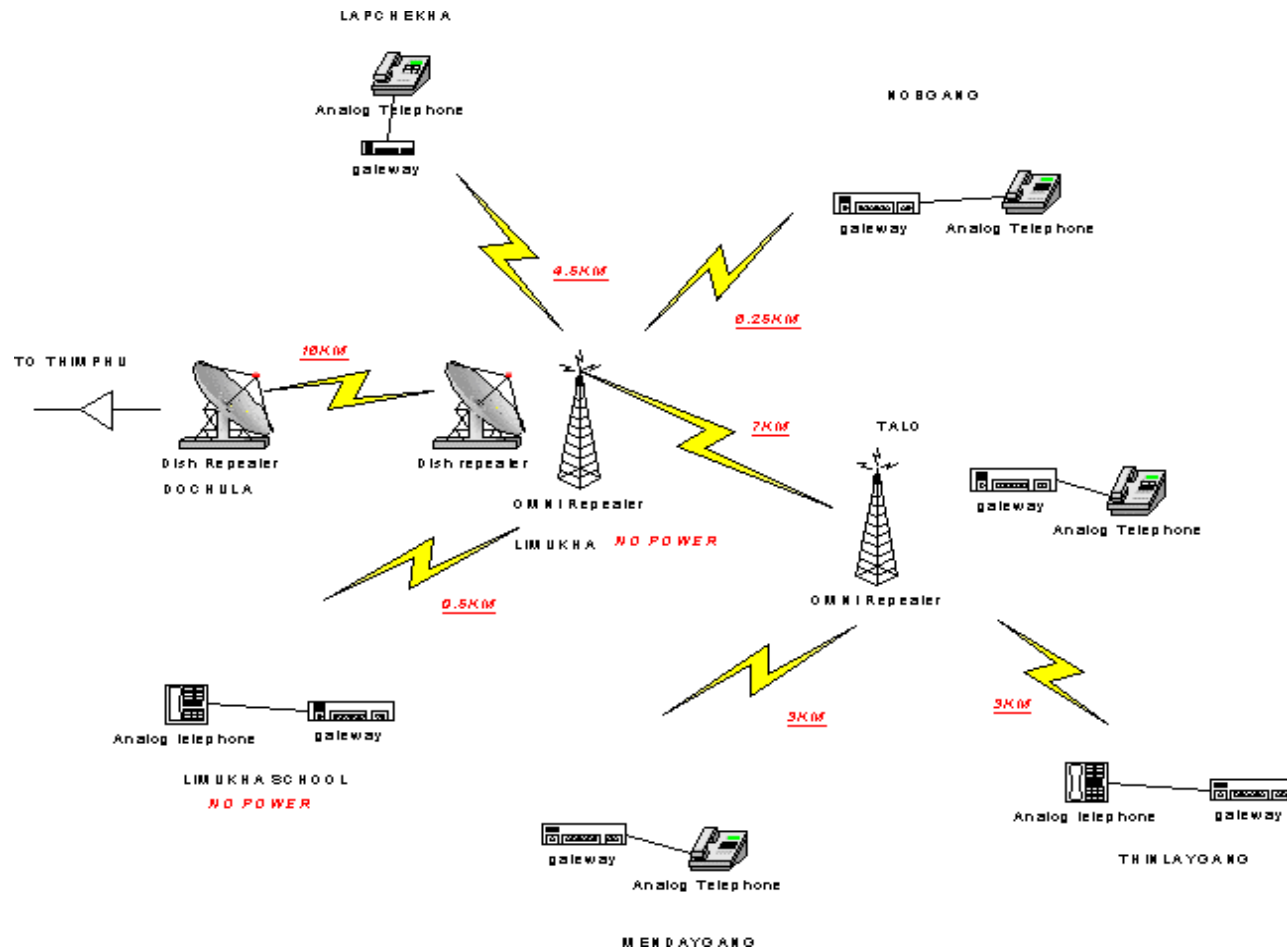 LAPCHEKHA
Analog Telephone
gateway
NOBGANG
gateway
Analog Telephone
4.5KM
6.25KM
TO THIMPHU
10KM
Dish Repeater
DOCHULA
Dish repeater
OMNI Repeater
LIMUKHA
NO POWER
7KM
TALO
gateway
Analog Telephone
OMNI Repeater
0.5KM
3KM
3KM
Analog telephone
gateway
LIMUKHA SCHOOL
NO POWER
Analog telephone
gateway
THINLAYGANG
gateway
Analog Telephone
MENDAYGANG